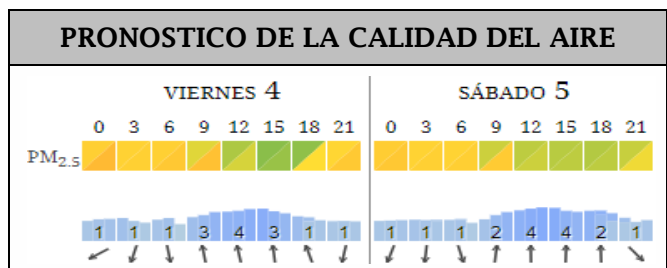 PRONOSTICO DE LA CALIDAD DEL AIRE
VIERNES 4 SÁBADO 5
0 3 6 9 12 15 18 21 0 3 6 9 12 15 18 21
PM2.5
1 1 1 3 4 3 1 1 1 1 1 2 4 4 2 1